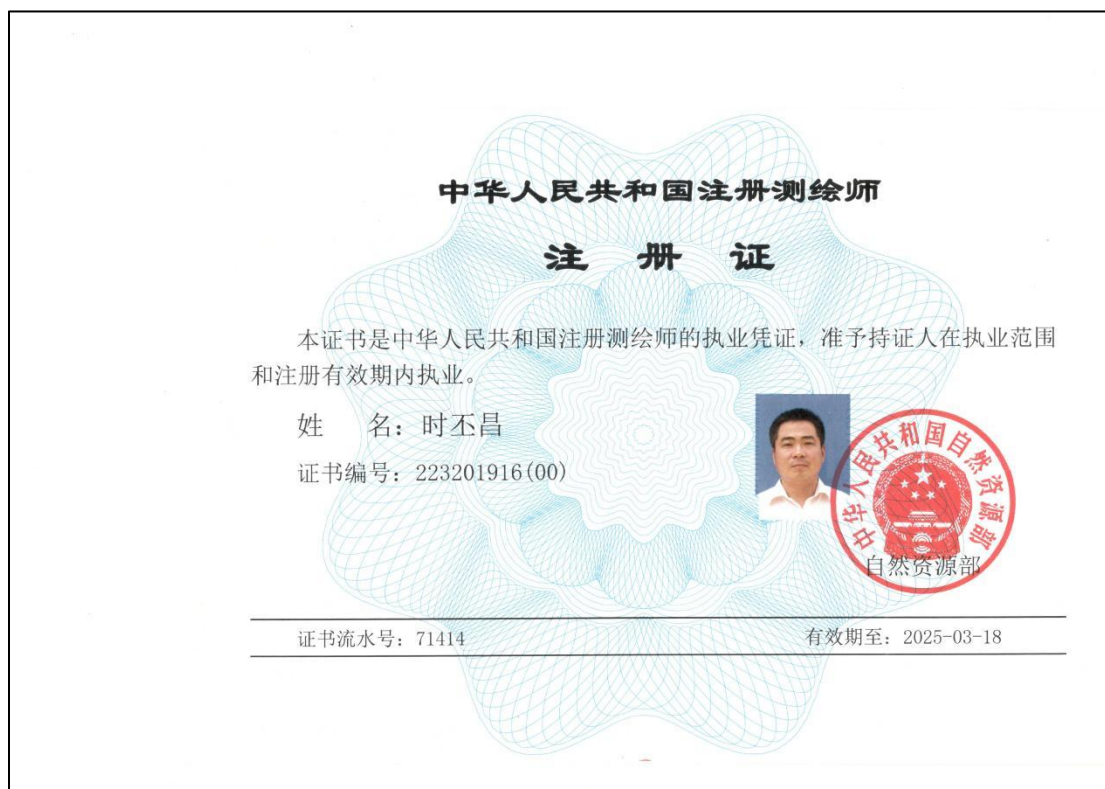 中华人民共和国注册测绘师
注 册 证
本证书是中华人民共和国注册测绘师的执业凭证，准予持证人在执业范围
和注册有效期内执业。
姓 名：时丕昌
证书编号：223201916(00)
中华人民共和国自然资源部
自然资源部
证书流水号：71414
有效期至：2025-03-18